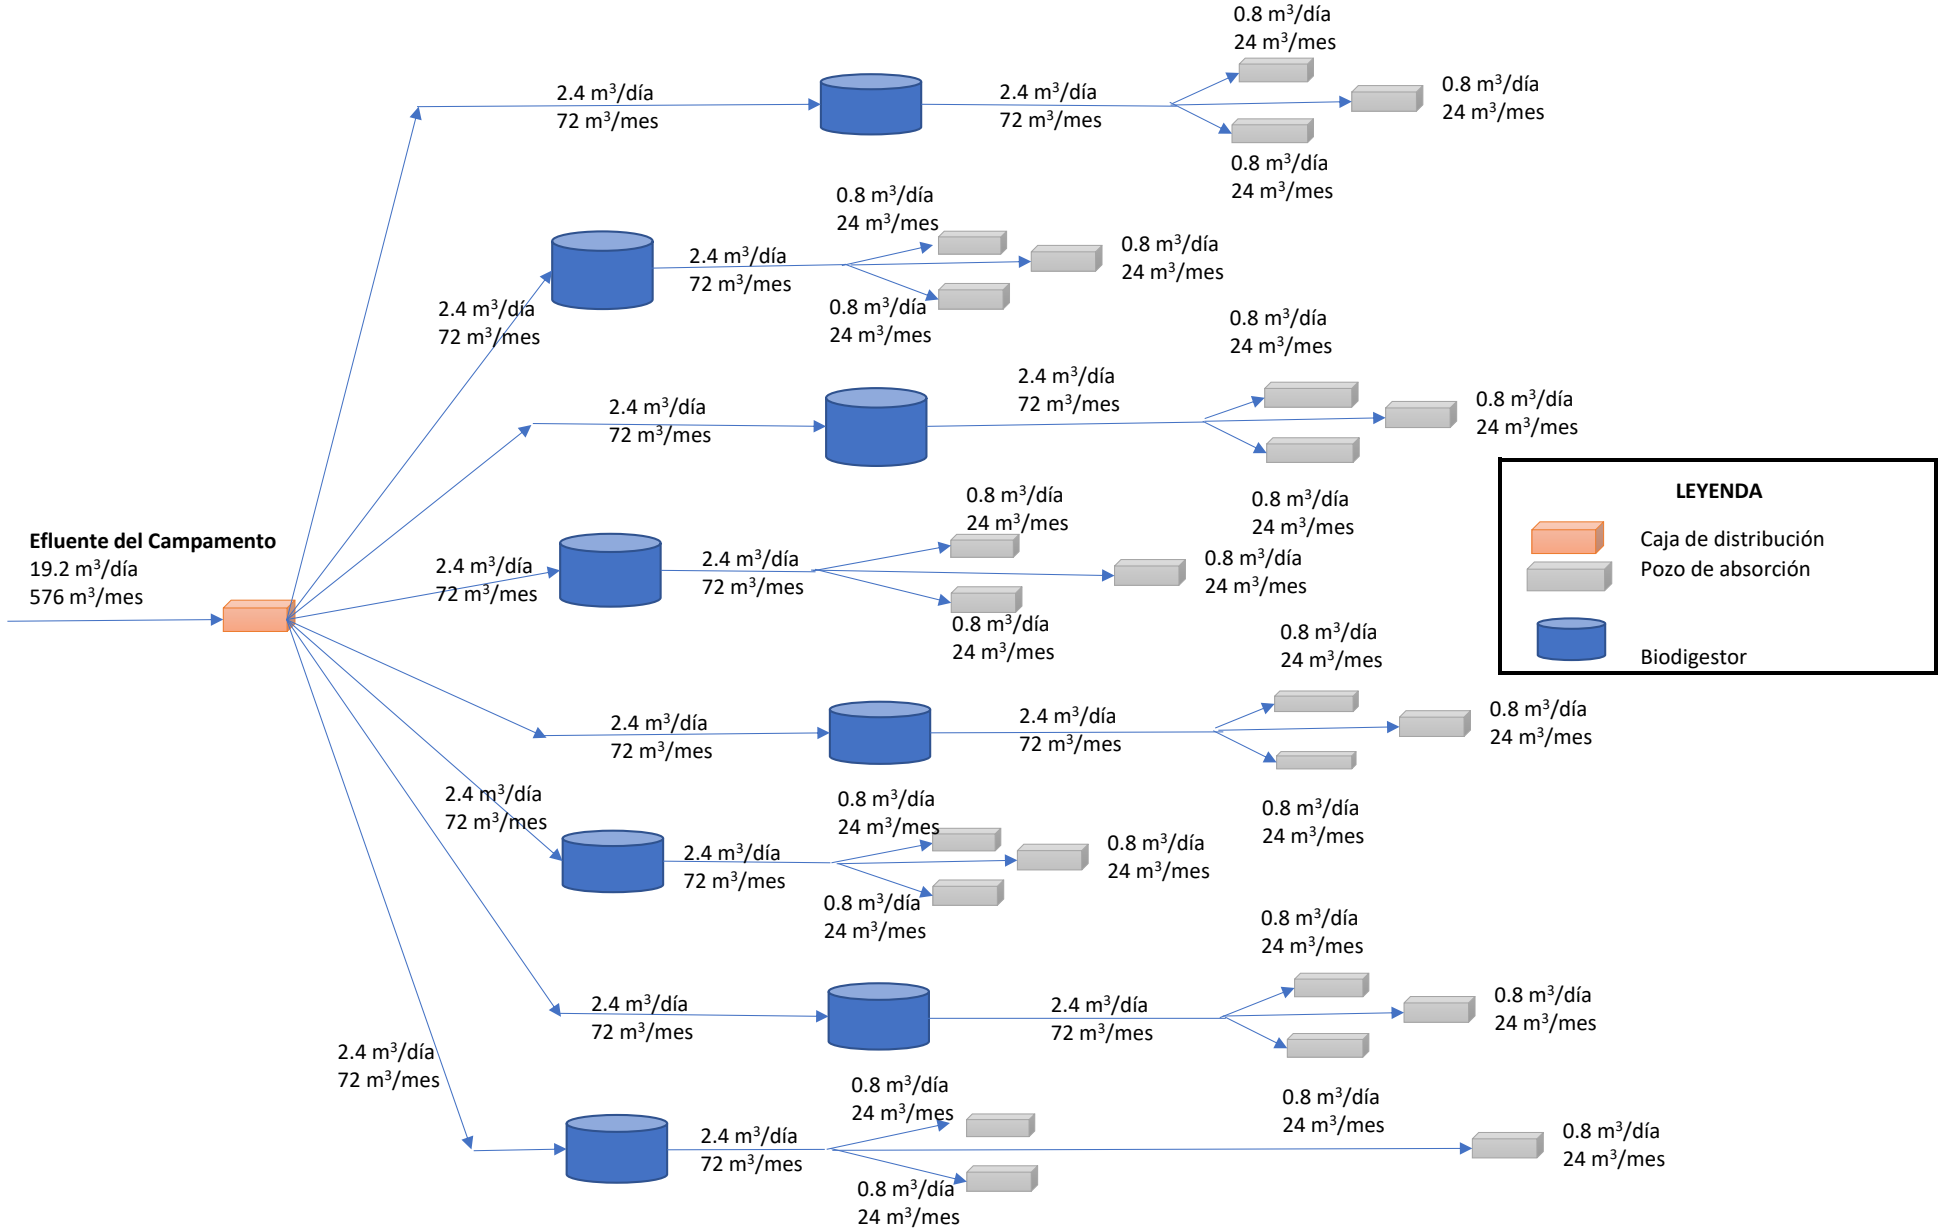 0.8 m³/día
24 m³/mes
2.4 m³/día
72 m³/mes
2.4 m³/día
72 m³/mes
0.8 m³/día
24 m³/mes
0.8 m³/día
24 m³/mes
0.8 m³/día
24 m³/mes
2.4 m³/día
72 m³/mes
2.4 m³/día
72 m³/mes
0.8 m³/día
24 m³/mes
0.8 m³/día
24 m³/mes
0.8 m³/día
24 m³/mes
2.4 m³/día
72 m³/mes
2.4 m³/día
72 m³/mes
0.8 m³/día
24 m³/mes
0.8 m³/día
24 m³/mes
LEYENDA
Caja de distribución
Pozo de absorción
Biodigestor
Efluente del Campamento
19.2 m³/día
576 m³/mes
2.4 m³/día
72 m³/mes
2.4 m³/día
72 m³/mes
0.8 m³/día
24 m³/mes
0.8 m³/día
24 m³/mes
0.8 m³/día
24 m³/mes
0.8 m³/día
24 m³/mes
2.4 m³/día
72 m³/mes
2.4 m³/día
72 m³/mes
0.8 m³/día
24 m³/mes
0.8 m³/día
24 m³/mes
2.4 m³/día
72 m³/mes
2.4 m³/día
72 m³/mes
0.8 m³/día
24 m³/mes
0.8 m³/día
24 m³/mes
0.8 m³/día
24 m³/mes
0.8 m³/día
24 m³/mes
2.4 m³/día
72 m³/mes
2.4 m³/día
72 m³/mes
0.8 m³/día
24 m³/mes
0.8 m³/día
24 m³/mes
2.4 m³/día
72 m³/mes
2.4 m³/día
72 m³/mes
0.8 m³/día
24 m³/mes
0.8 m³/día
24 m³/mes
0.8 m³/día
24 m³/mes